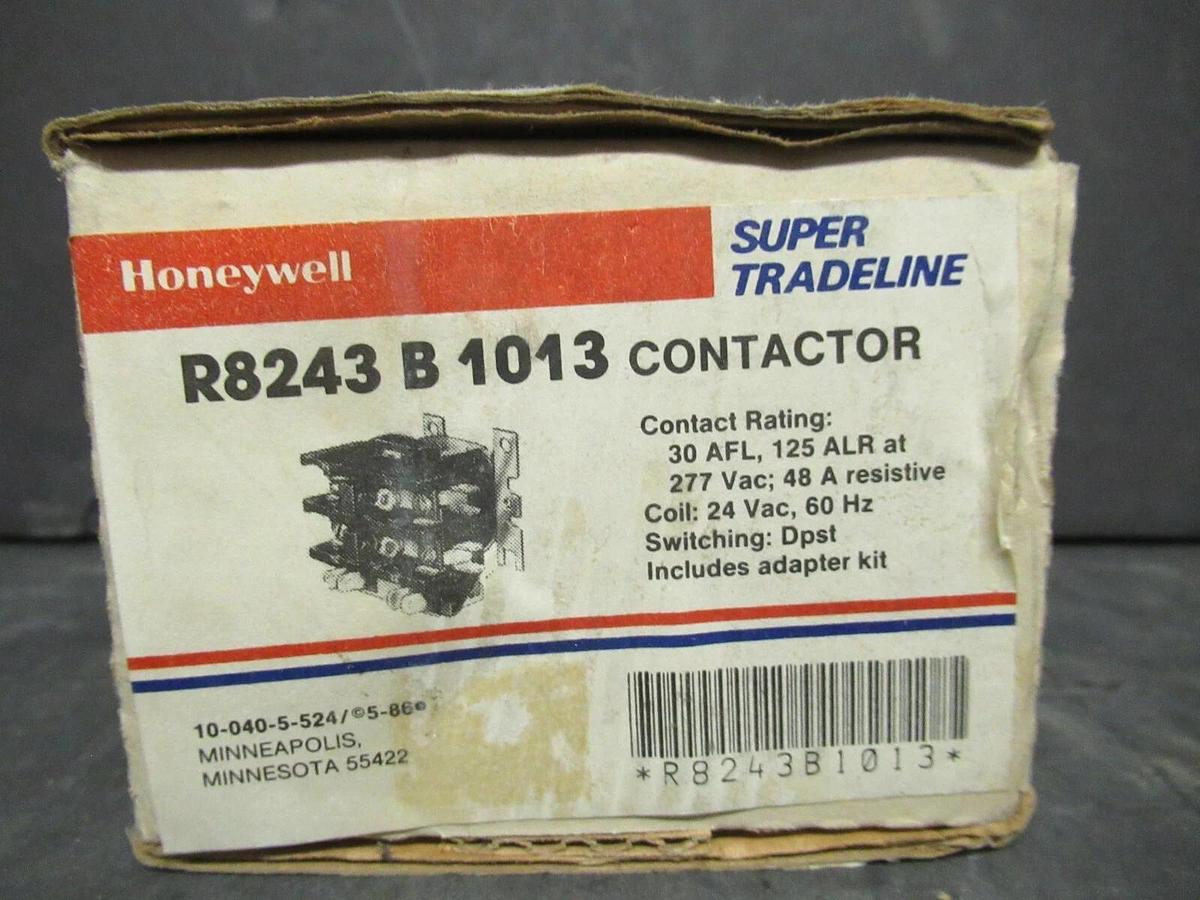 Honeywell
SUPER
TRADELINE
R8243 B 1013 CONTACTOR
Contact Rating:
30 AFL, 125 ALR at
277 Vac; 48 A resistive
Coil: 24 Vac, 60 Hz
Switching: Dpst
Includes adapter kit
10-040-5-524/©5-86®
MINNEAPOLIS,
MINNESOTA 55422
*R8243B1013*